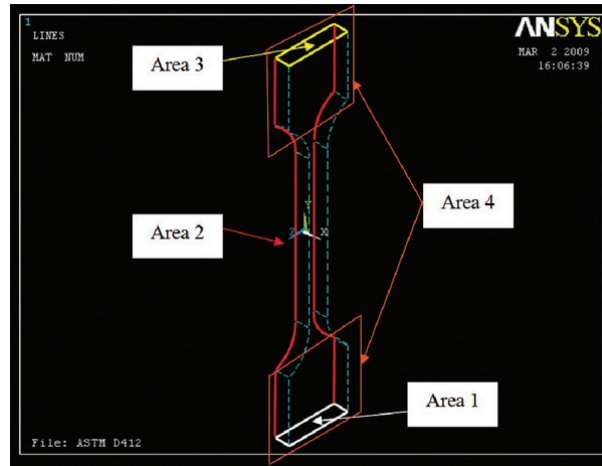 1
LINES
MAT NUM
ANSYS
MAR 2 2009
16:06:39
Area 3
Area 4
Area 2
Y
Z
X
Area 1
File: ASTM D412